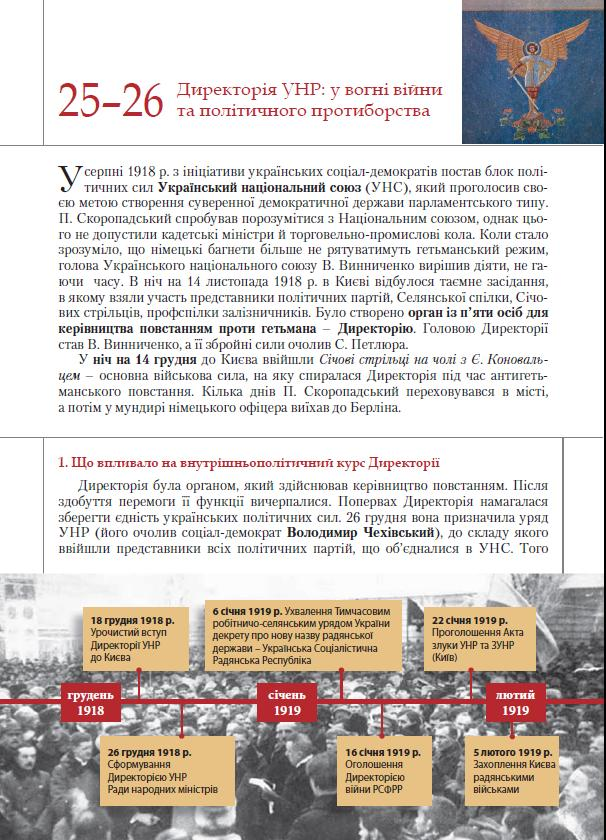 25–26
Директорія УНР: у вогні війни
та політичного протиборства
У серпні 1918 р. з ініціативи українських соціал-демократів постав блок полі-
тичних сил Український національний союз (УНС), який проголосив сво-
єю метою створення суверенної демократичної держави парламентського типу.
П. Скоропадський спробував порозумітися з Національним союзом, однак цьо-
го не допустили кадетські міністри й торговельно-промислові кола. Коли стало
зрозуміло, що німецькі багнети більше не рятуватимуть гетьманський режим,
голова Українського національного союзу В. Винниченко вирішив діяти, не га-
ючи часу. В ніч на 14 листопада 1918 р. в Києві відбулося таємне засідання,
в якому взяли участь представники політичних партій, Селянської спілки, Січо-
вих стрільців, профспілки залізничників. Було створено орган із п’яти осіб для
керівництва повстанням проти гетьмана – Директорію. Головою Директорії
став В. Винниченко, а її збройні сили очолив С. Петлюра.
У ніч на 14 грудня до Києва ввійшли Січові стрільці на чолі з Є. Коноваль-
цем – основна військова сила, на яку спиралася Директорія під час антигеть-
манського повстання. Кілька днів П. Скоропадський переховувався в місті,
а потім у мундирі німецького офіцера виїхав до Берліна.
1. Що впливало на внутрішньополітичний курс Директорії
Директорія була органом, який здійснював керівництво повстанням. Після
здобуття перемоги її функції вичерпалися. Попервах Директорія намагалася
зберегти єдність українських політичних сил. 26 грудня вона призначила уряд
УНР (його очолив соціал-демократ Володимир Чехівський), до складу якого
ввійшли представники всіх політичних партій, що об’єдналися в УНС. Того
18 грудня 1918 р.
Урочистий вступ
Директорії УНР
до Києва
6 січня 1919 р. Ухвалення Тимчасовим
робітничо-селянським урядом України
декрету про нову назву радянської
держави – Українська Соціалістична
Радянська Республіка
22 січня 1919 р.
Проголошення Акта
злуки УНР та ЗУНР
(Київ)
грудень
1918
січень
1919
лютий
1919
26 грудня 1918 р.
Сформування
Директорією УНР
Ради народних міністрів
16 січня 1919 р.
Оголошення
Директорією
війни РСФРР
5 лютого 1919 р.
Захоплення Києва
радянськими
військами